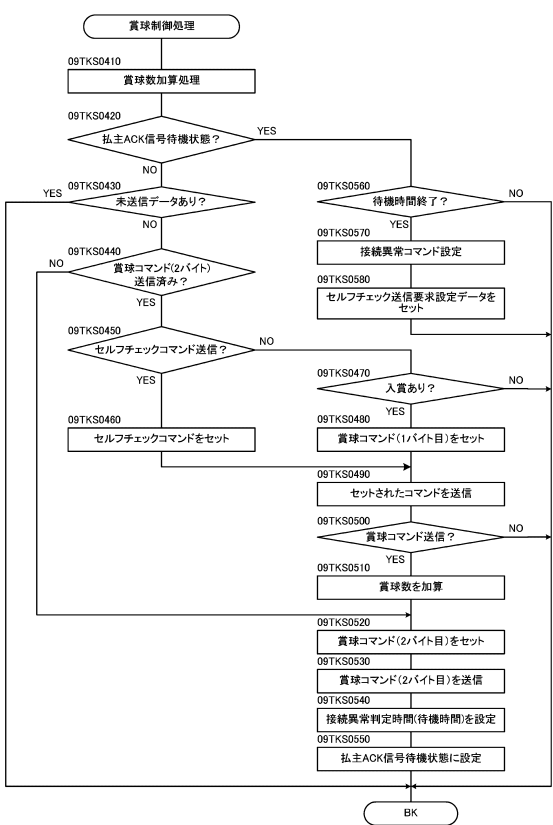 賞球制御処理
09TKS0410
賞球数加算処理
09TKS0420
払主ACK信号待機状態？
YES
NO
YES
09TKS0430
未送信データあり？
NO
09TKS0560
待機時間終了？
NO
YES
09TKS0570
接続異常コマンド設定
09TKS0580
セルフチェック送信要求設定データを
セット
09TKS0440
NO
賞球コマンド(2バイト)
送信済み？
YES
09TKS0450
セルフチェックコマンド送信？
NO
YES
09TKS0470
入賞あり？
NO
YES
09TKS0460
セルフチェックコマンドをセット
09TKS0480
賞球コマンド(1バイト目)をセット
09TKS0490
セットされたコマンドを送信
09TKS0500
賞球コマンド送信？
NO
YES
09TKS0510
賞球数を加算
09TKS0520
賞球コマンド(2バイト目)をセット
09TKS0530
賞球コマンド(2バイト目)を送信
09TKS0540
接続異常判定時間(待機時間)を設定
09TKS0550
払主ACK信号待機状態に設定
BK